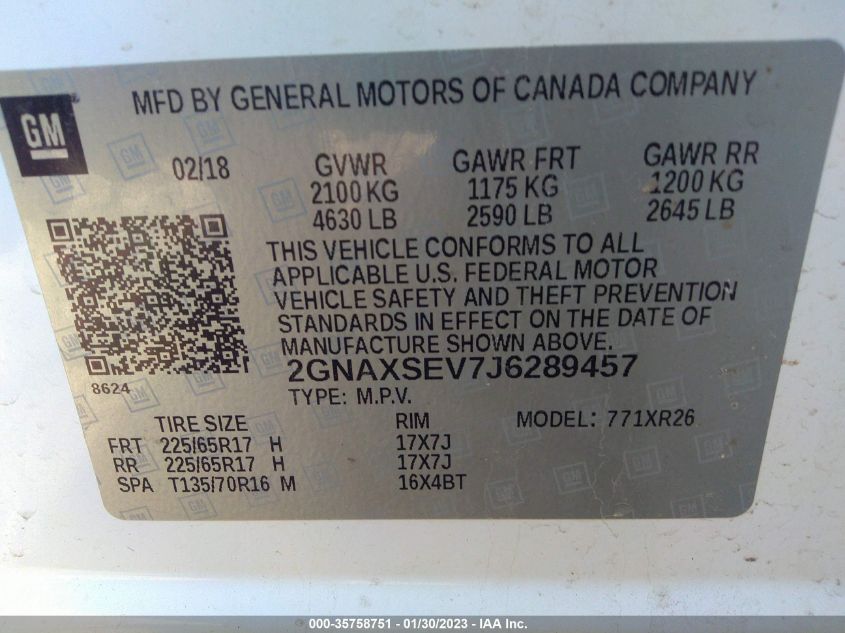 MFD BY GENERAL MOTORS OF CANADA COMPANY
GM
02/18 GVWR GAWR FRT GAWR RR
2100 KG 1175 KG 1200 KG
4630 LB 2590 LB 2645 LB
THIS VEHICLE CONFORMS TO ALL
APPLICABLE U.S. FEDERAL MOTOR
VEHICLE SAFETY AND THEFT PREVENTION
STANDARDS IN EFFECT ON THE DATE OF
MANUFACTURE SHOWN ABOVE.
8624 2GNAXSEV7J6289457
TYPE: M.P.V.
TIRE SIZE RIM MODEL: 771XR26
FRT 225/65R17 H 17X7J
RR 225/65R17 H 17X7J
SPA T135/70R16 M 16X4BT
000-35758751 - 01/30/2023 - IAA Inc.